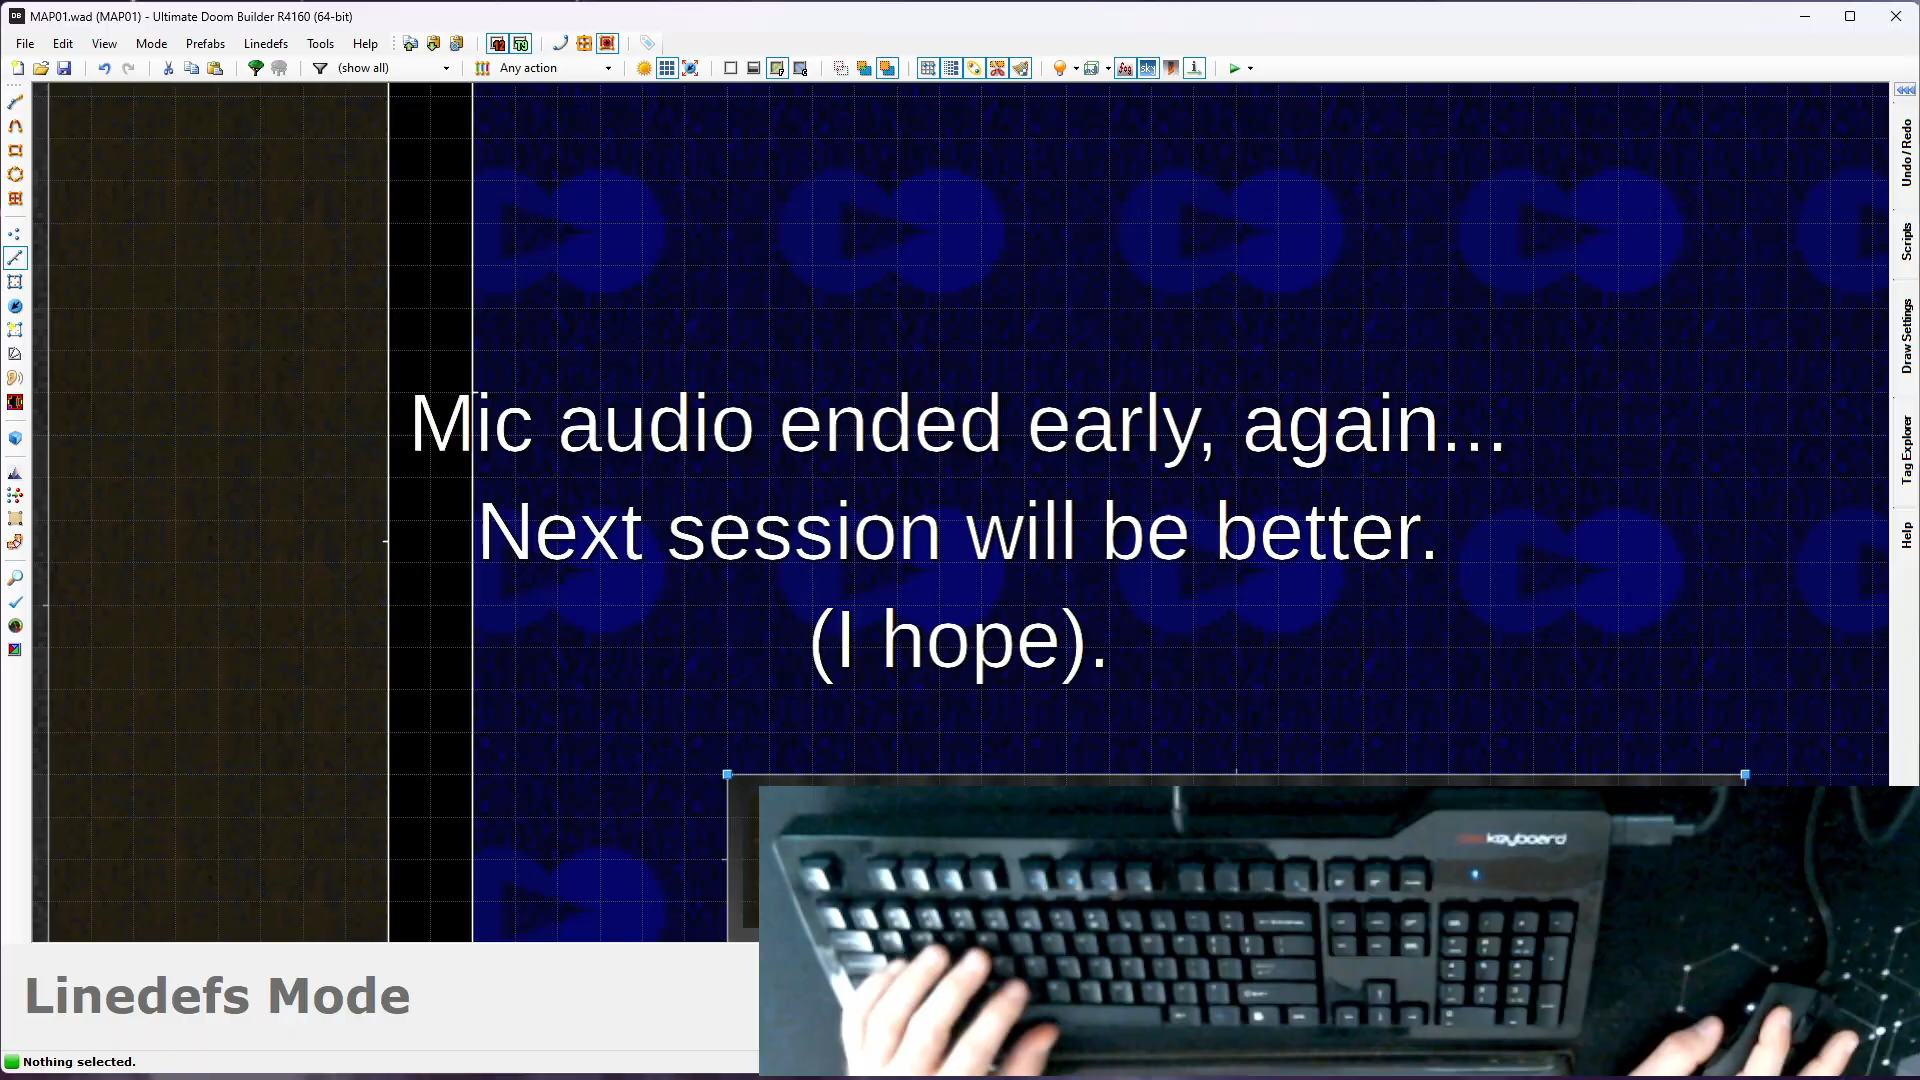 MAP01.wad (MAP01) - Ultimate Doom Builder R4160 (64-bit)
File Edit View Mode Prefabs Linedefs Tools Help
(show all) Any action
Undo / Redo
Scripts
Draw Settings
Tag Explorer
Help
Mic audio ended early, again...
Next session will be better.
(I hope).
keyboard
Linedefs Mode
Nothing selected.